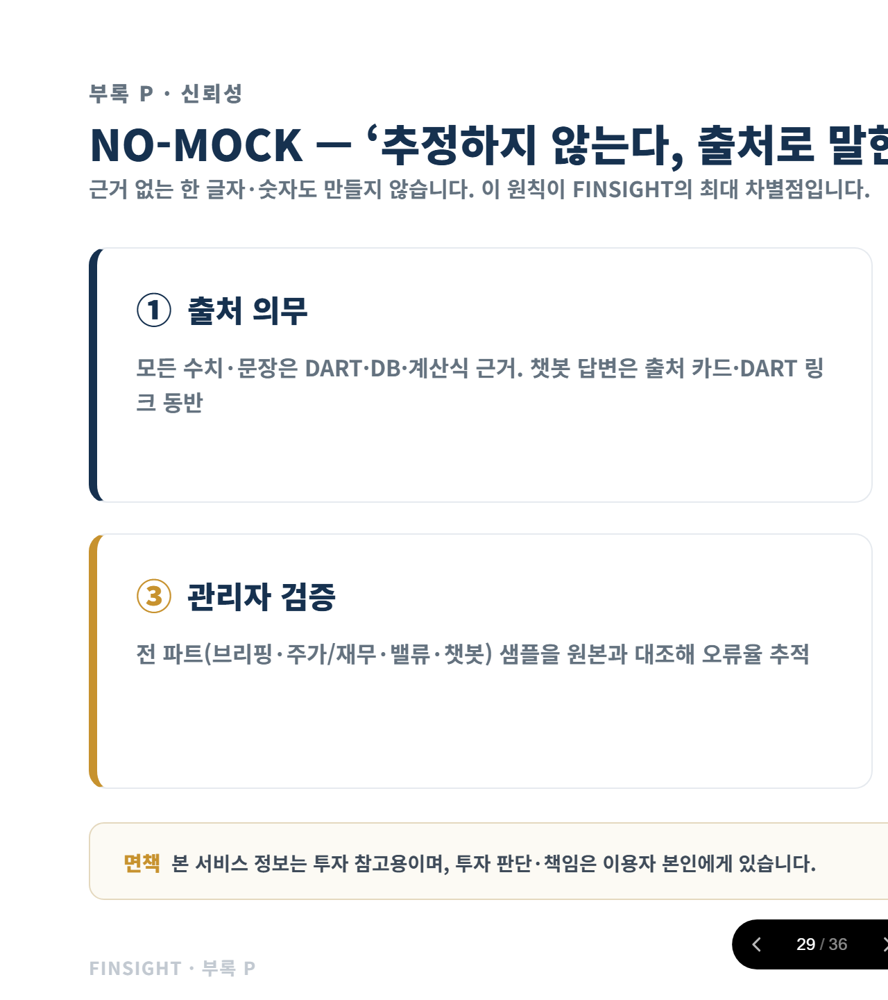 부록 P · 신뢰성
NO-MOCK — ‘추정하지 않는다, 출처로 말한
근거 없는 한 글자·숫자도 만들지 않습니다. 이 원칙이 FINSIGHT의 최대 차별점입니다.
① 출처 의무
모든 수치·문장은 DART·DB·계산식 근거. 챗봇 답변은 출처 카드·DART 링
크 동반
③ 관리자 검증
전 파트(브리핑·주가/재무·밸류·챗봇) 샘플을 원본과 대조해 오류율 추적
면책 본 서비스 정보는 투자 참고용이며, 투자 판단·책임은 이용자 본인에게 있습니다.
29 / 36
FINSIGHT · 부록 P